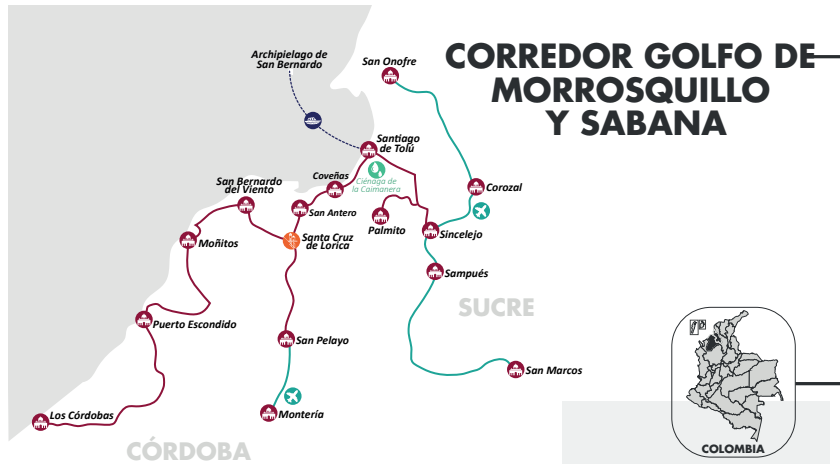 CORREDOR GOLFO DE
MORROSQUILLO
Y SABANA
Archipielago de
San Bernardo
San Onofre
Santiago
de Tolú
Coveñas
Ciénaga de
la Caimanera
San Bernardo
del Viento
Corozal
San Antero
Palmito
Sincelejo
Moñitos
Santa Cruz
de Lorica
Sampués
SUCRE
Puerto Escondido
San Pelayo
San Marcos
Los Córdobas
Montería
CÓRDOBA
COLOMBIA